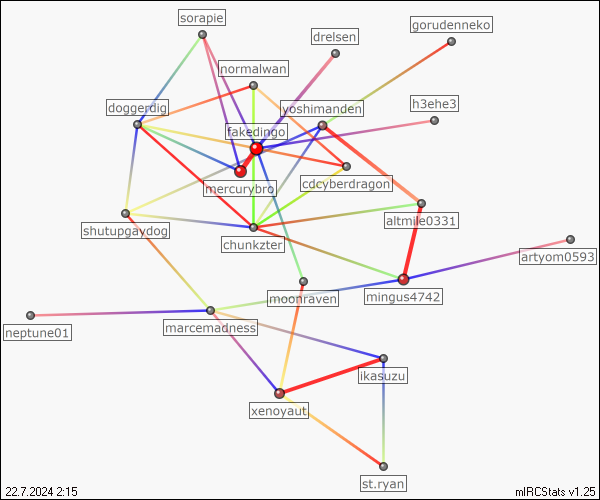 sorapie
gorudenneko
drelsen
normalwan
doggerdig
yoshimanden
h3ehe3
fakedingo
mercurybro
cdcyberdragon
shutupgaydog
altmile0331
chunkzter
artyom0593
moonraven
mingus4742
neptune01
marcemadness
ikasuzu
xenoyaut
st.ryan
22.7.2024 2:15
mIRCStats v1.25